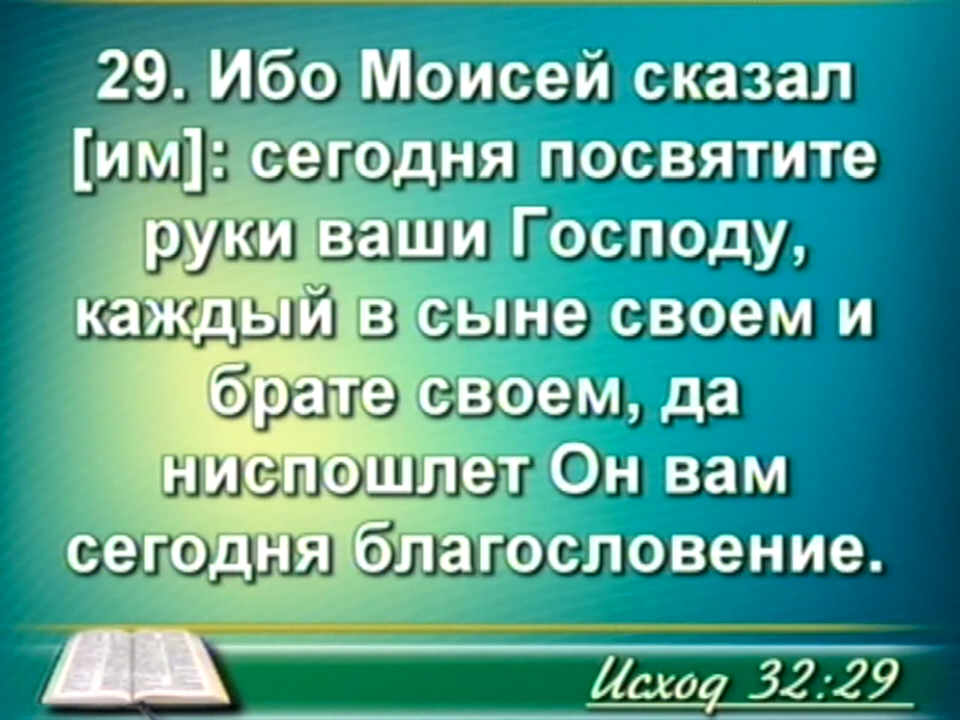 29. Ибо Моисей сказал
[им]: сегодня посвятите
руки ваши Господу,
каждый в сыне своем и
брате своем, да
ниспошлет Он вам
сегодня благословение.
Исход 32:29